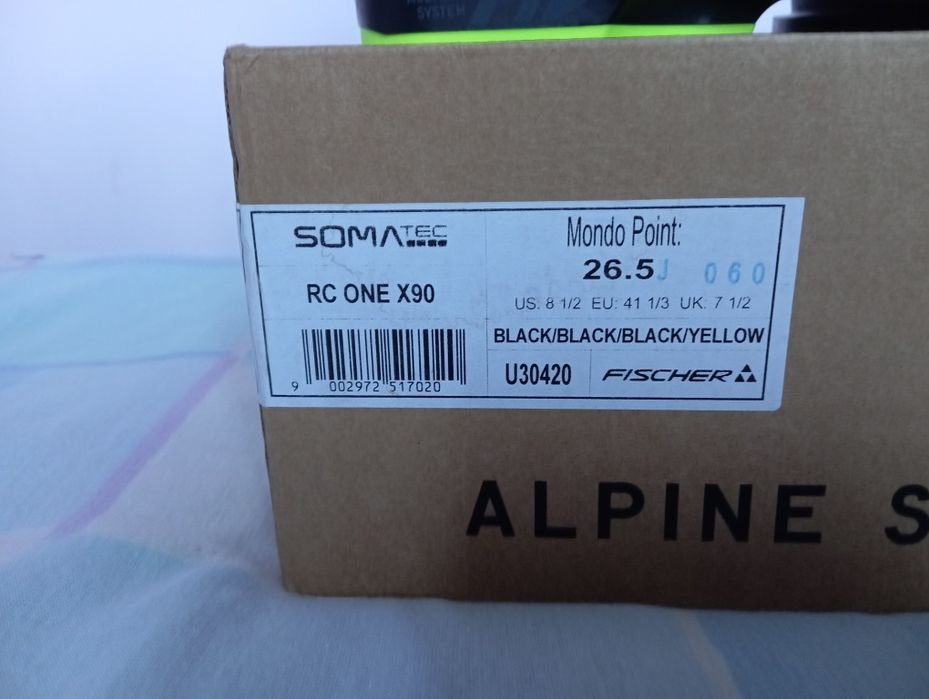 SYSTEM
SOMATEC
RC ONE X90
9 002972 517020
Mondo Point:
26.5J 060
US: 8 1/2 EU: 41 1/3 UK: 7 1/2
BLACK/BLACK/BLACK/YELLOW
U30420 FISCHER
ALPINE S